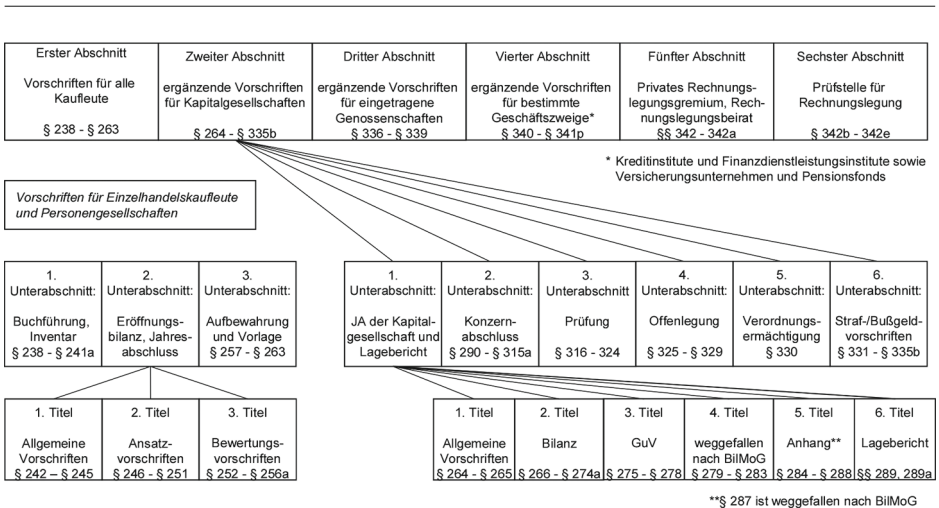 Erster Abschnitt
Vorschriften für alle
Kaufleute
§ 238 - § 263
Zweiter Abschnitt
ergänzende Vorschriften
für Kapitalgesellschaften
§ 264 - § 335b
Dritter Abschnitt
ergänzende Vorschriften
für eingetragene
Genossenschaften
§ 336 - § 339
Vierter Abschnitt
ergänzende Vorschriften
für bestimmte
Geschäftszweige*
§ 340 - § 341p
Fünfter Abschnitt
Privates Rechnungs-
legungsgremium, Rech-
nungslegungsbeirat
§§ 342 - 342a
Sechster Abschnitt
Prüfstelle für
Rechnungslegung
§ 342b - 342e
* Kreditinstitute und Finanzdienstleistungsinstitute sowie
Versicherungsunternehmen und Pensionsfonds
Vorschriften für Einzelhandelskaufleute
und Personengesellschaften
1.
Unterabschnitt:
Buchführung,
Inventar
§ 238 - § 241a
2.
Unterabschnitt:
Eröffnungs-
bilanz, Jahres-
abschluss
3.
Unterabschnitt:
Aufbewahrung
und Vorlage
§ 257 - § 263
1.
Unterabschnitt:
JA der Kapital-
gesellschaft und
Lagebericht
2.
Unterabschnitt:
Konzern-
abschluss
§ 290 - § 315a
3.
Unterabschnitt:
Prüfung
§ 316 - 324
4.
Unterabschnitt:
Offenlegung
§ 325 - § 329
5.
Unterabschnitt:
Verordnungs-
ermächtigung
§ 330
6.
Unterabschnitt:
Straf-/Bußgeld-
vorschriften
§ 331 - § 335b
1. Titel
Allgemeine
Vorschriften
§ 242 – § 245
2. Titel
Ansatz-
vorschriften
§ 246 - § 251
3. Titel
Bewertungs-
vorschriften
§ 252 - § 256a
1. Titel
Allgemeine
Vorschriften
§ 264 - § 265
2. Titel
Bilanz
§ 266 - § 274a
3. Titel
GuV
§ 275 - § 278
4. Titel
weggefallen
nach BilMoG
§ 279 - § 283
5. Titel
Anhang**
§ 284 - § 288
6. Titel
Lagebericht
§§ 289, 289a
**§ 287 ist weggefallen nach BilMoG